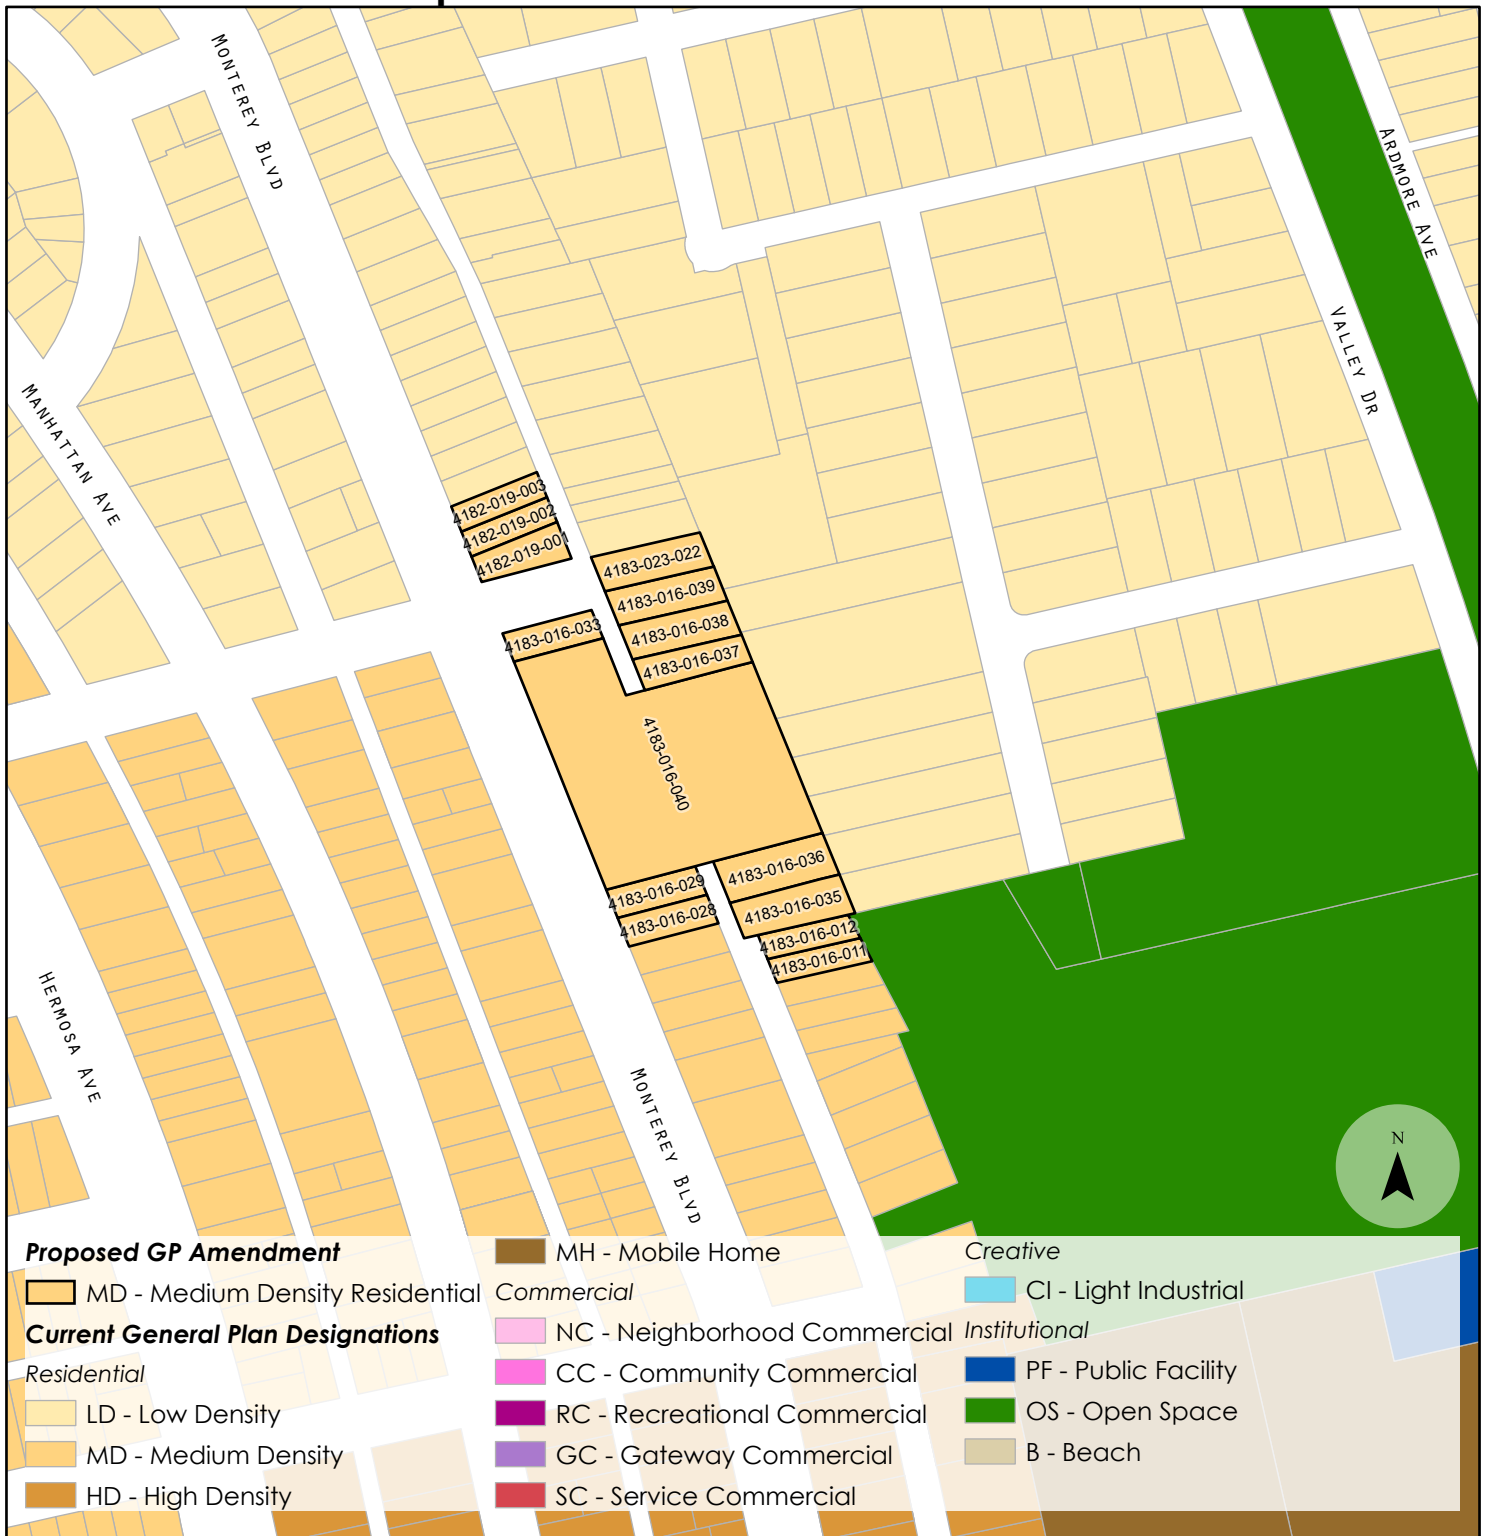 MONTEREY BLVD
ARDMORE AVE
VALLEY DR
MANHATTAN AVE
4182-019-003
4182-019-002
4182-019-001
4183-023-022
4183-016-039
4183-016-038
4183-016-037
4183-016-033
4183-016-040
4183-016-036
4183-016-035
4183-016-029
4183-016-028
4183-016-012
4183-016-011
HERMOSA AVE
MONTEREY BLVD
N
Proposed GP Amendment
MD - Medium Density Residential
Current General Plan Designations
Residential
LD - Low Density
MD - Medium Density
HD - High Density
MH - Mobile Home
Commercial
NC - Neighborhood Commercial
CC - Community Commercial
RC - Recreational Commercial
GC - Gateway Commercial
SC - Service Commercial
Creative
CI - Light Industrial
Institutional
PF - Public Facility
OS - Open Space
B - Beach